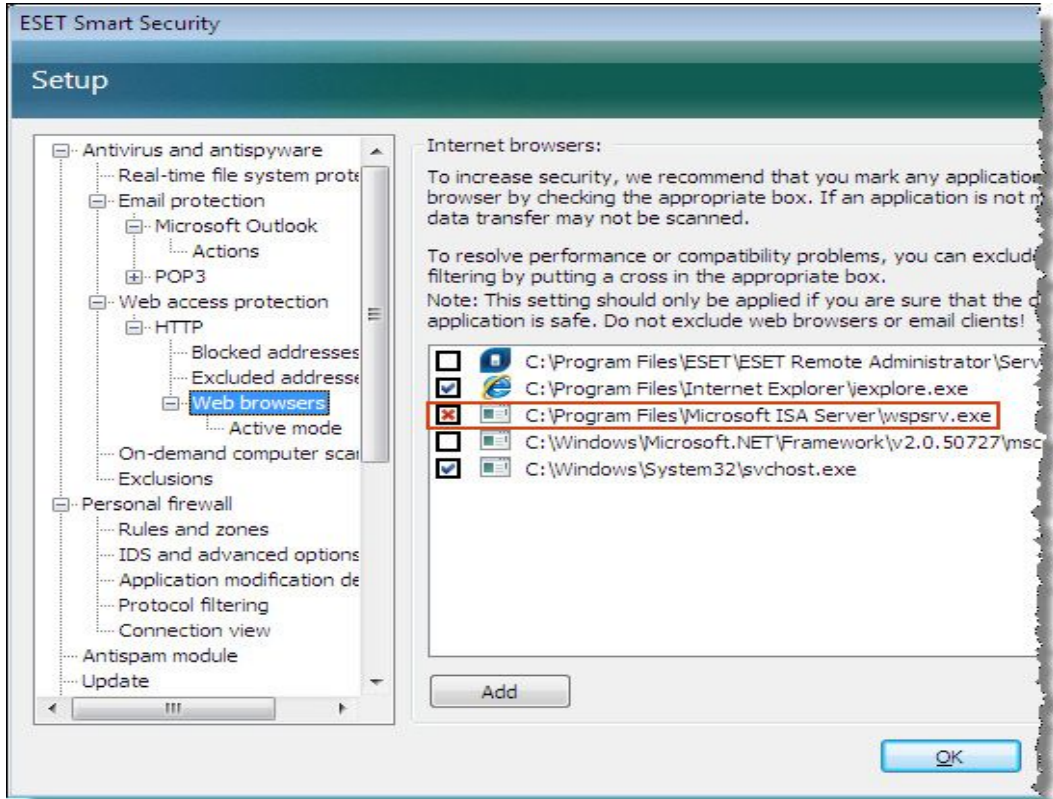 ESET Smart Security
Setup
Antivirus and antispyware
Real-time file system prote
Email protection
Microsoft Outlook
Actions
POP3
Web access protection
HTTP
Blocked addresses
Excluded addresse
Web browsers
Active mode
On-demand computer scar
Exclusions
Personal firewall
Rules and zones
IDS and advanced options
Application modification de
Protocol filtering
Connection view
Antispam module
Update
Internet browsers:
To increase security, we recommend that you mark any application
browser by checking the appropriate box. If an application is not m
data transfer may not be scanned.
To resolve performance or compatibility problems, you can exclude
filtering by putting a cross in the appropriate box.
Note: This setting should only be applied if you are sure that the d
application is safe. Do not exclude web browsers or email clients!
C:\Program Files\ESET\ESET Remote Administrator\Serv
C:\Program Files\Internet Explorer\iexplore.exe
C:\Program Files\Microsoft ISA Server\wspsrv.exe
C:\Windows\Microsoft.NET\Framework\v2.0.50727\msc
C:\Windows\System32\svchost.exe
Add
OK